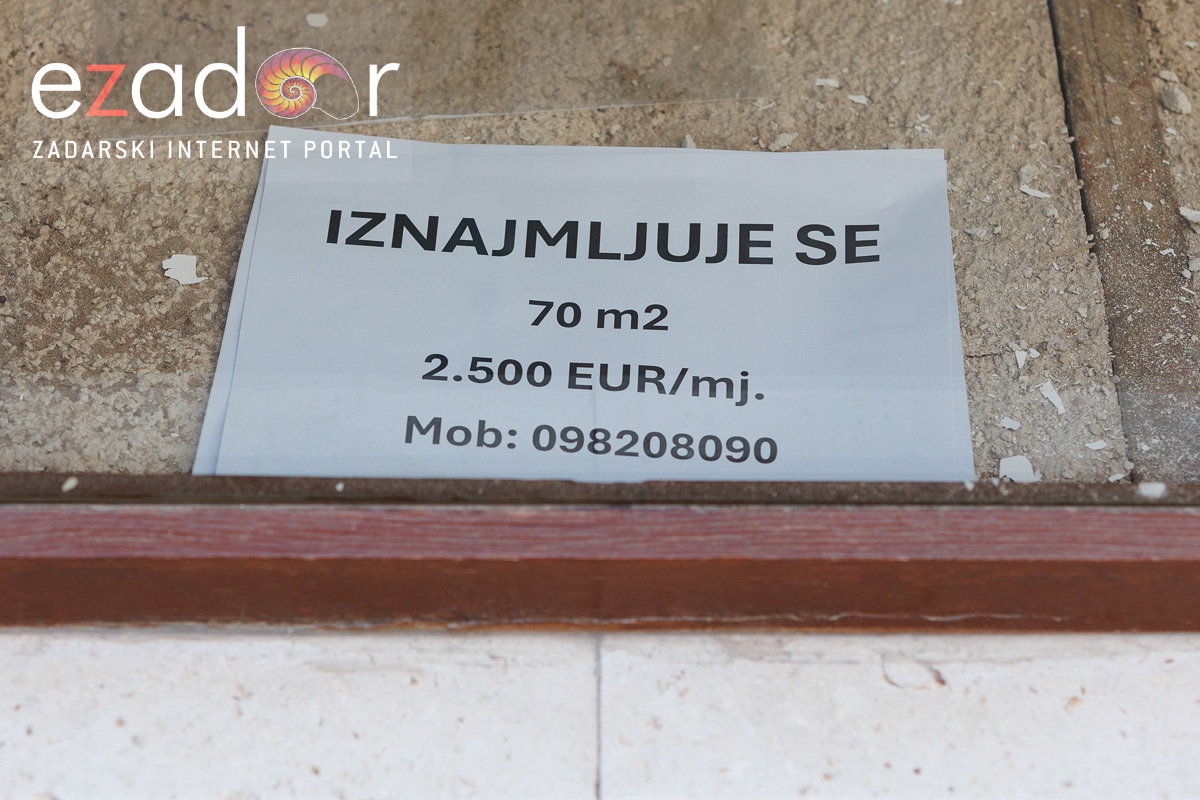 ezador
ZADARSKI INTERNET PORTAL
IZNAJMLJUJE SE
70 m2
2.500 EUR/mj.
Mob: 098208090